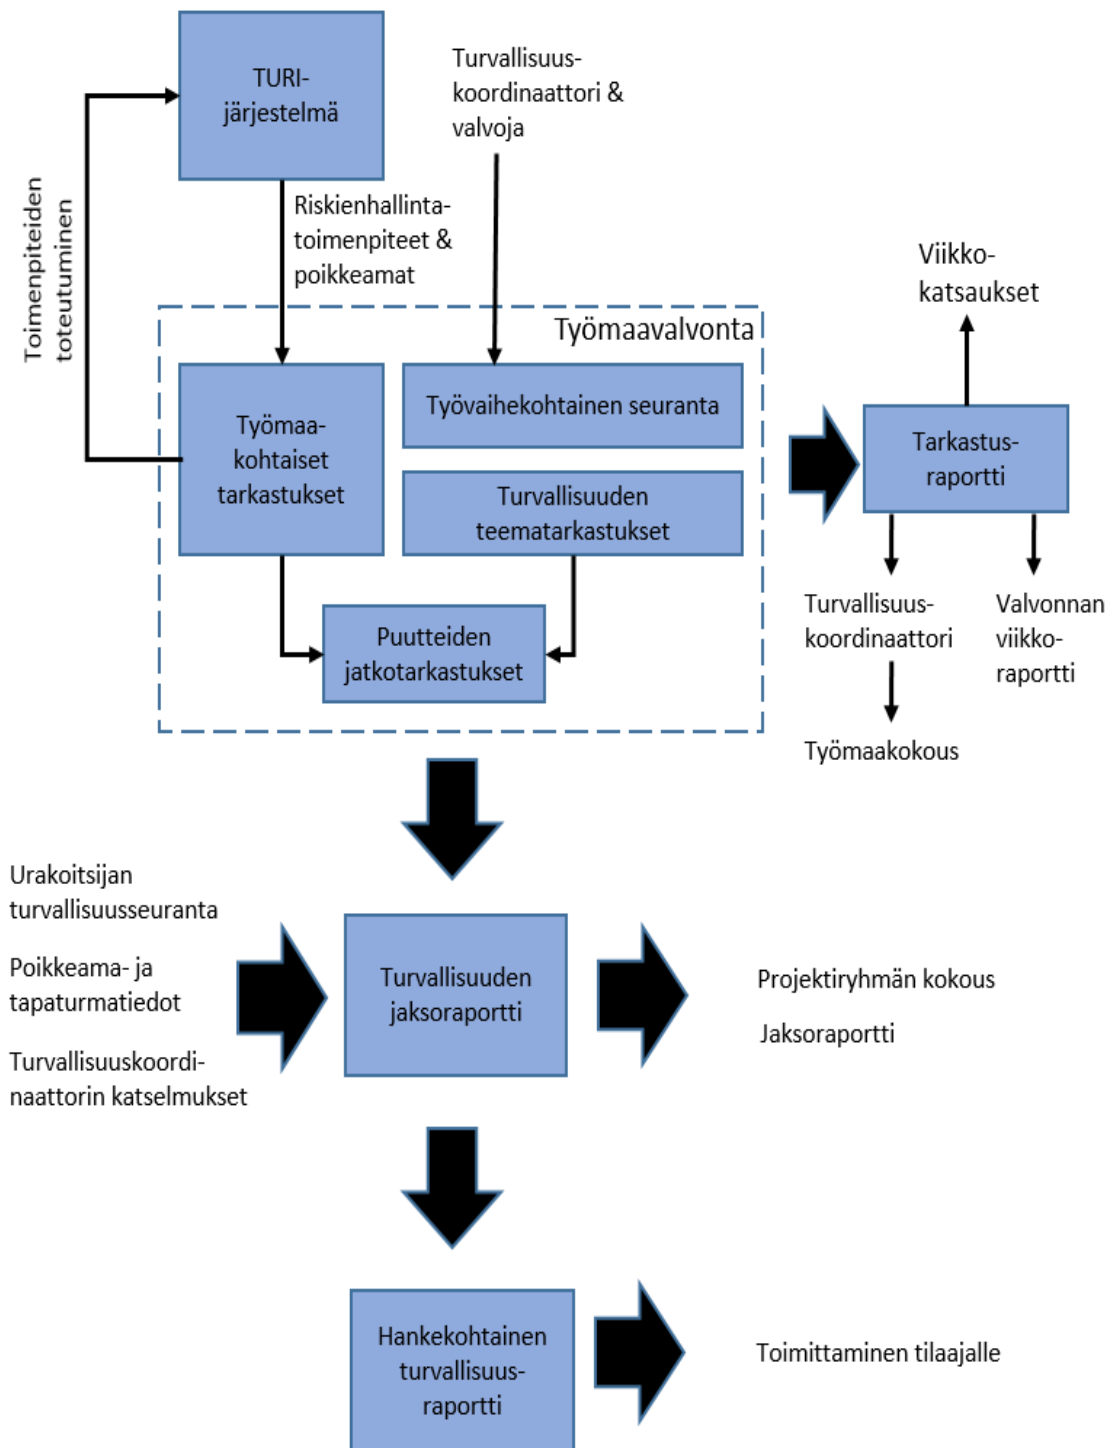 TURI-
järjestelmä
Turvallisuus-
koordinaattori &
valvoja
Toimenpiteiden
toteutuminen
Riskienhallinta-
toimenpiteet &
poikkeamat
Työmaavalvonta
Työmaa-
kohtaiset
tarkastukset
Työvaihekohtainen seuranta
Turvallisuuden
teematarkastukset
Puutteiden
jatkotarkastukset
Viikko-
katsaukset
Tarkastus-
raportti
Turvallisuus-
koordinaattori
Valvonnan
viikko-
raportti
Työmaakokous
Urakoitsijan
turvallisuusseuranta
Poikkeama- ja
tapaturmatiedot
Turvallisuuskoordi-
naattorin katselmukset
Turvallisuuden
jaksoraportti
Projektiryhmän kokous
Jaksoraportti
Hankekohtainen
turvallisuus-
raportti
Toimittaminen tilaajalle